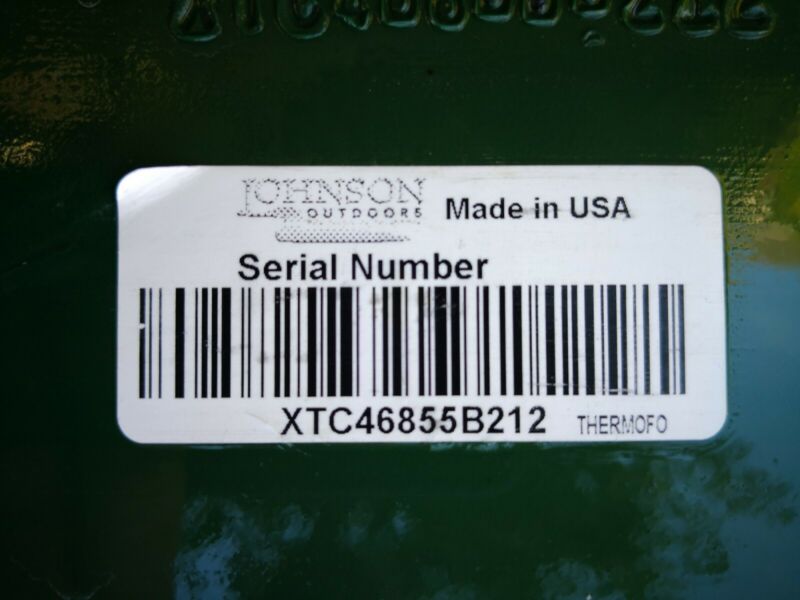 JOHNSON
OUTDOORS Made in USA
Serial Number
XTC46855B212 THERMOFO